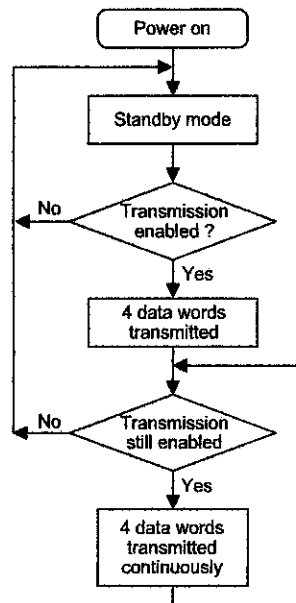 Power on
Standby mode
No
Transmission
enabled ?
Yes
4 data words
transmitted
No
Transmission
still enabled
Yes
4 data words
transmitted
continuously